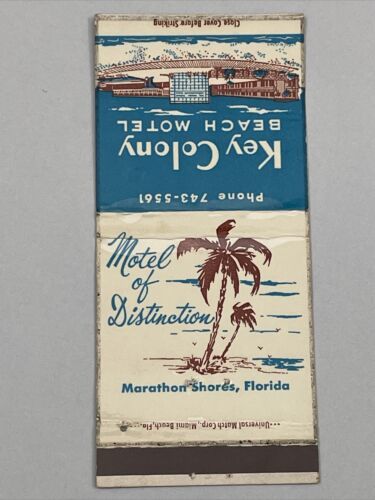 Close Cover Before Striking
Key Colony
BEACH MOTEL
Phone 743-5561
Motel
of
Distinction
Marathon Shores, Florida
...Universal Match Corp., Miami Beach, Fla...